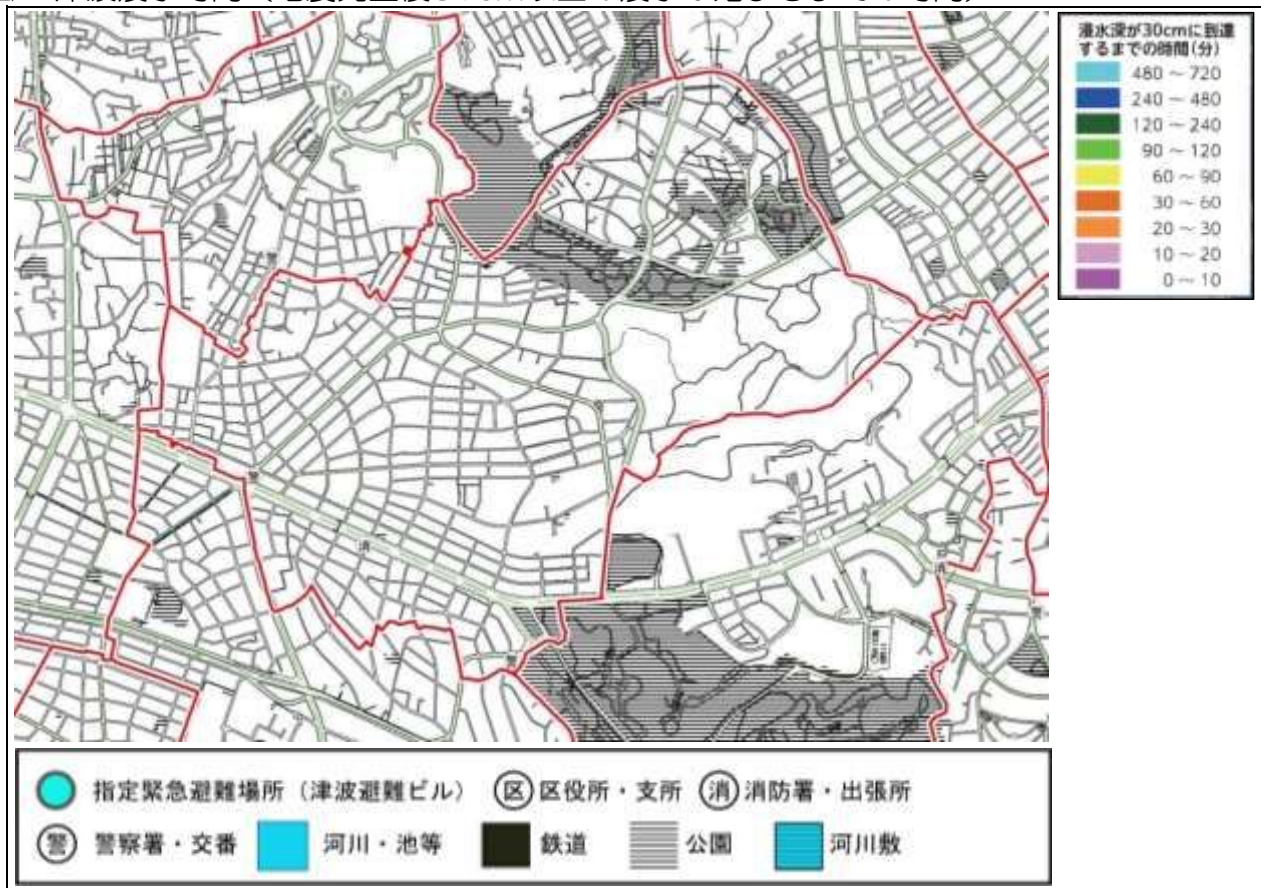 浸水深が30cmに到達
するまでの時間(分)
480 ~ 720
240 ~ 480
120 ~ 240
90 ~ 120
60 ~ 90
30 ~ 60
20 ~ 30
10 ~ 20
0 ~ 10
消
指定緊急避難場所 (津波避難ビル)
区 区役所・支所
消 消防署・出張所
警 警察署・交番
河川・池等
鉄道
公園
河川敷